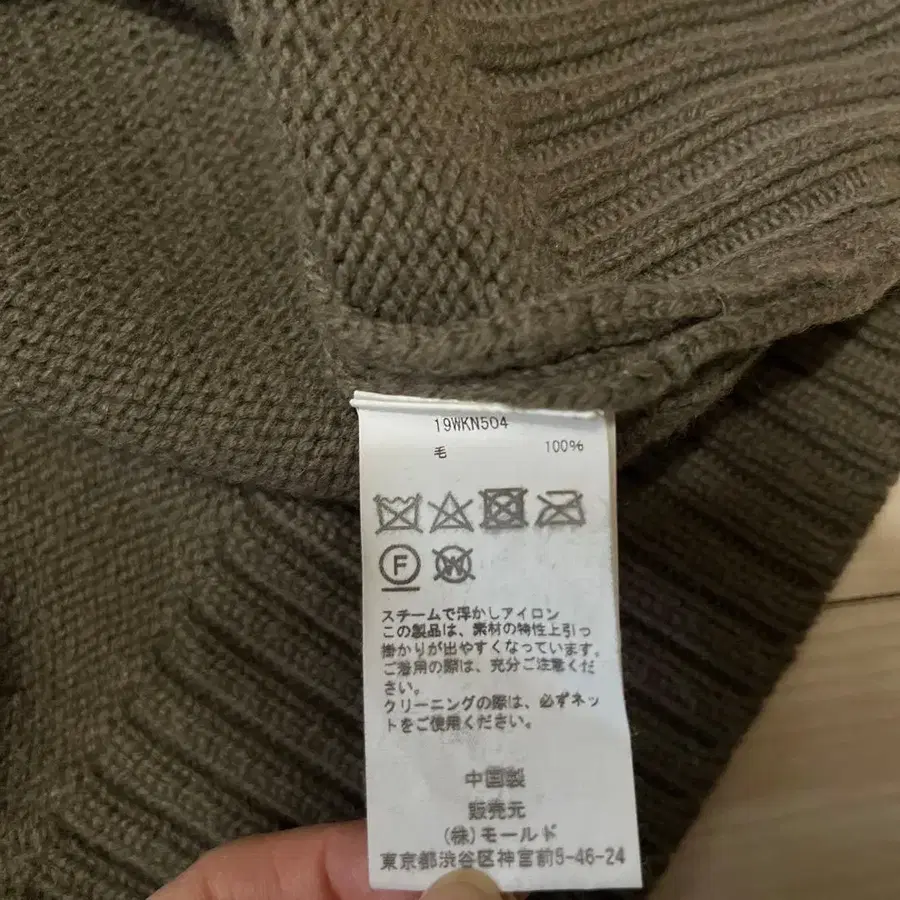 19WKN504
毛 100%
F W
スチームで浮かしアイロン
この製品は、素材の特性上引っ
掛かりが出やすくなっています。
ご着用の際は、充分ご注意くだ
さい。
クリーニングの際は、必ずネッ
トをご使用ください。
中国製
販売元
(株)モールド
東京都渋谷区神宮前5-46-24